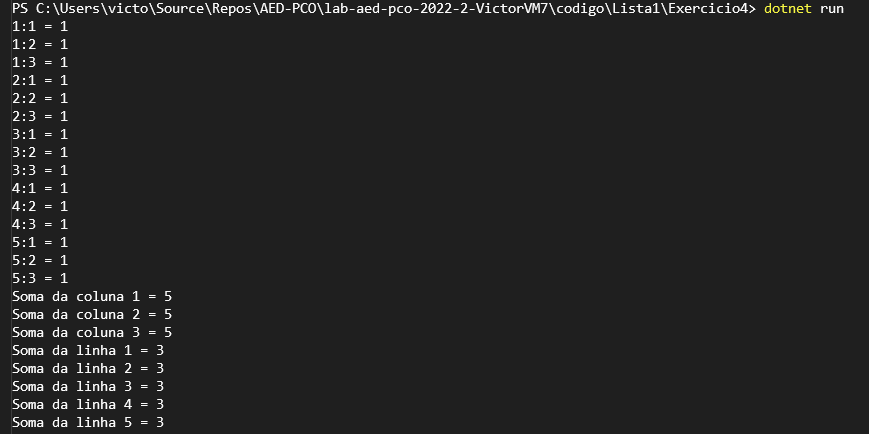 PS C:\Users\victo\Source\Repos\AED-PCO\lab-aed-pco-2022-2-VictorVM7\codigo\Lista1\Exercicio4> dotnet run
1:1 = 1
1:2 = 1
1:3 = 1
2:1 = 1
2:2 = 1
2:3 = 1
3:1 = 1
3:2 = 1
3:3 = 1
4:1 = 1
4:2 = 1
4:3 = 1
5:1 = 1
5:2 = 1
5:3 = 1
Soma da coluna 1 = 5
Soma da coluna 2 = 5
Soma da coluna 3 = 5
Soma da linha 1 = 3
Soma da linha 2 = 3
Soma da linha 3 = 3
Soma da linha 4 = 3
Soma da linha 5 = 3